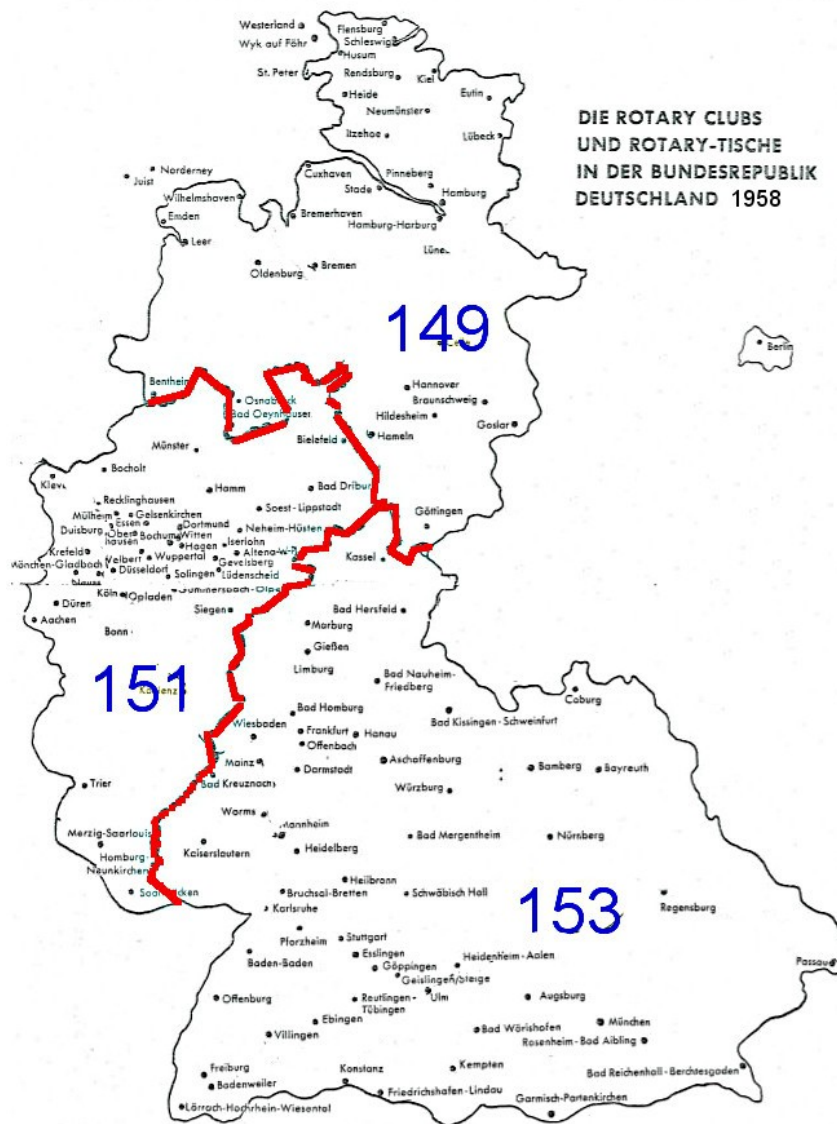 DIE ROTARY CLUBS
UND ROTARY-TISCHE
IN DER BUNDESREPUBLIK
DEUTSCHLAND 1958
Westerland
Flensburg
Wyk auf Föhr
Schleswig
Husum
St. Peter
Rendsburg
Kiel
Heide
Eutin
Neumünster
Itzehoe
Lübeck
Norderney
Juist
Cuxhaven
Pinneberg
Stade
Wilhelmshaven
Hamburg
Emden
Bremerhaven
Hamburg-Harburg
Leer
Oldenburg
Bremen
149
Berlin
Hannover
Osnabrück
Braunschweig
Bad Oeynhausen
Hildesheim
Goslar
Bielefeld
Hameln
Münster
Bocholt
Hamm
Bad Driburg
Recklinghausen
Mülheim
Gelsenkirchen
Soest-Lippstadt
Göttingen
Duisburg
Essen
Dortmund
Neheim-Hüsten
Bochum
Witten
hausen
Hagen
Iserlohn
Krefeld
Velbert
Wuppertal
Gevelsberg
Kassel
München-Gladbach
Düsseldorf
Solingen
Lüdenscheid
Köln
Opladen
Düren
Siegen
Bad Hersfeld
Aachen
Marburg
Bonn
Gießen
Limburg
151
Bad Nauheim-
Friedberg
Coburg
Bad Homburg
Bad Kissingen-Schweinfurt
Wiesbaden
Frankfurt
Hanau
Offenbach
Mainz
Aschaffenburg
Darmstadt
Bamberg
Bayreuth
Trier
Bad Kreuznach
Würzburg
Worms
Mannheim
Merzig-Saarlouis
Bad Mergentheim
Nürnberg
Kaiserslautern
Heidelberg
Homburg-
Neunkirchen
Heilbronn
Saarbrücken
Bruchsal-Bretten
Schwäbisch Hall
153
Karlsruhe
Regensburg
Pforzheim
Stuttgart
Baden-Baden
Esslingen
Heidenheim-Aalen
Passau
Göppingen
Geislingen/Steige
Offenburg
Reutlingen-
Tübingen
Ulm
Augsburg
Ebingen
München
Villingen
Bad Wörishofen
Rosenheim-Bad Aibling
Freiburg
Konstanz
Kempten
Bad Reichenhall-Berchtesgaden
Badenweiler
Friedrichshafen-Lindau
Lörrach-Hochrhein-Wiesental
Garmisch-Partenkirchen